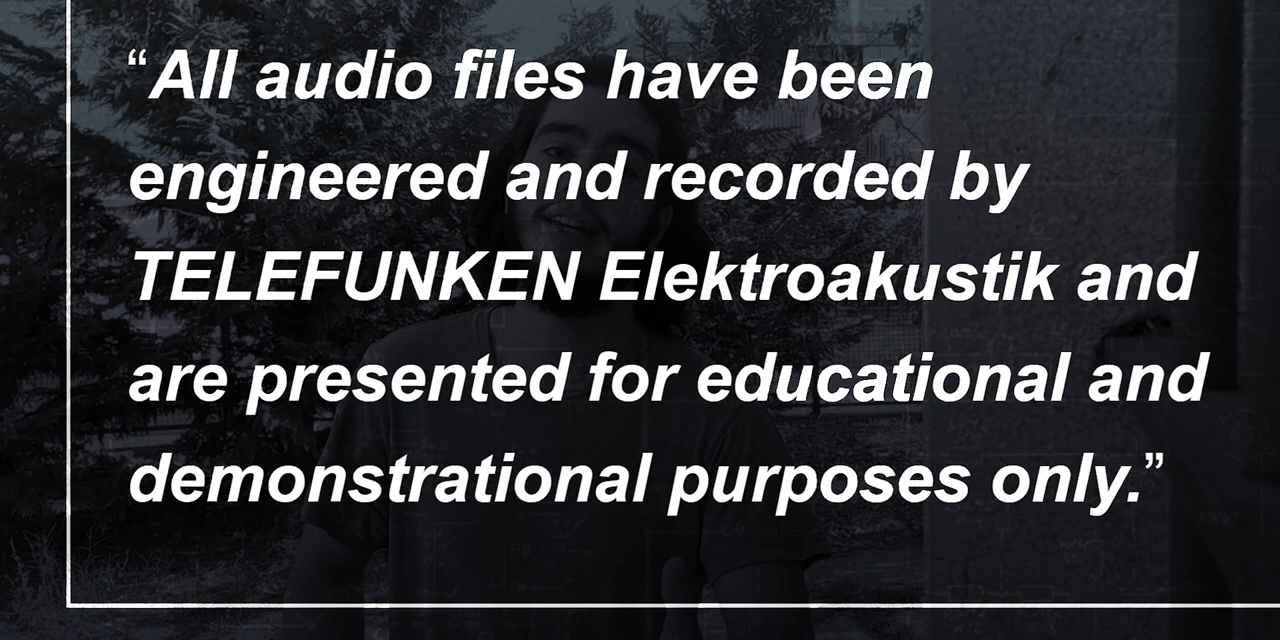 “All audio files have been
engineered and recorded by
TELEFUNKEN Elektroakustik and
are presented for educational and
demonstrational purposes only.”